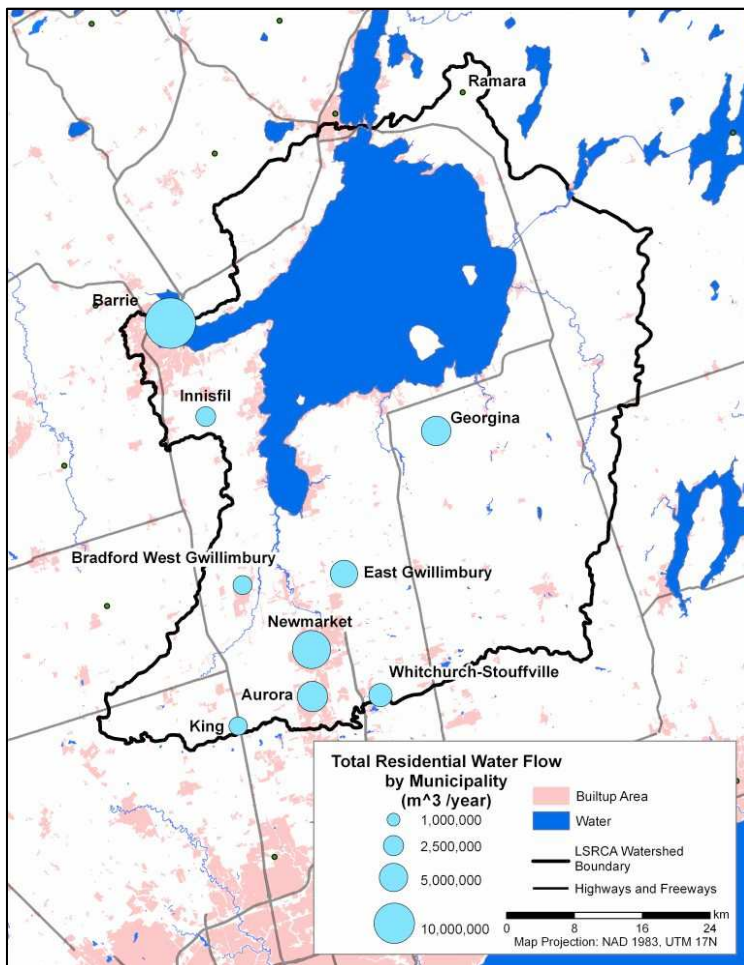 Ramara
Barrie
Innisfil
Georgina
Bradford West Gwillimbury
East Gwillimbury
Newmarket
Whitchurch-Stouffville
Aurora
King
Total Residential Water Flow
by Municipality
(m^3 /year)
1,000,000
2,500,000
5,000,000
10,000,000
Builtup Area
Water
LSRCA Watershed
Boundary
Highways and Freeways
km
0 8 16 24
Map Projection: NAD 1983, UTM 17N